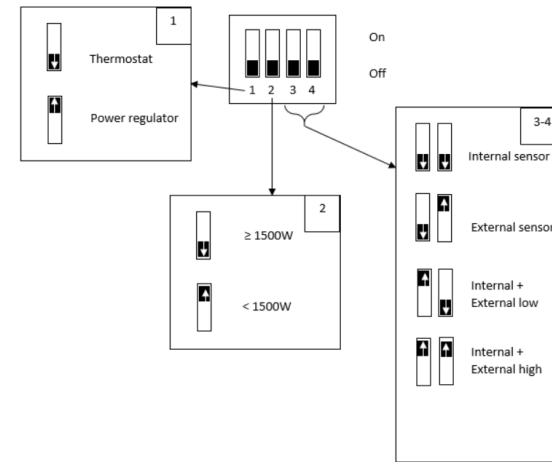 1
Thermostat
Power regulator
On
Off
1 2 3 4
2
≥ 1500W
< 1500W
3-4
Internal sensor
External sensor
Internal +
External low
Internal +
External high